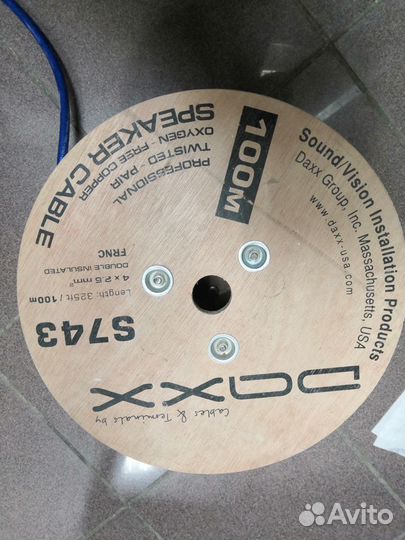 Cables & Terminals by
DAXX
S743
Length: 325ft / 100m
4 x 2.5 mm²
DOUBLE INSULATED
FRNC
SPEAKER CABLE
OXYGEN - FREE COPPER
TWISTED - PAIR
PROFESSIONAL
100M
Sound/Vision Installation Products
Daxx Group, Inc. Massachusetts, USA
www.daxx-usa.com
Avito